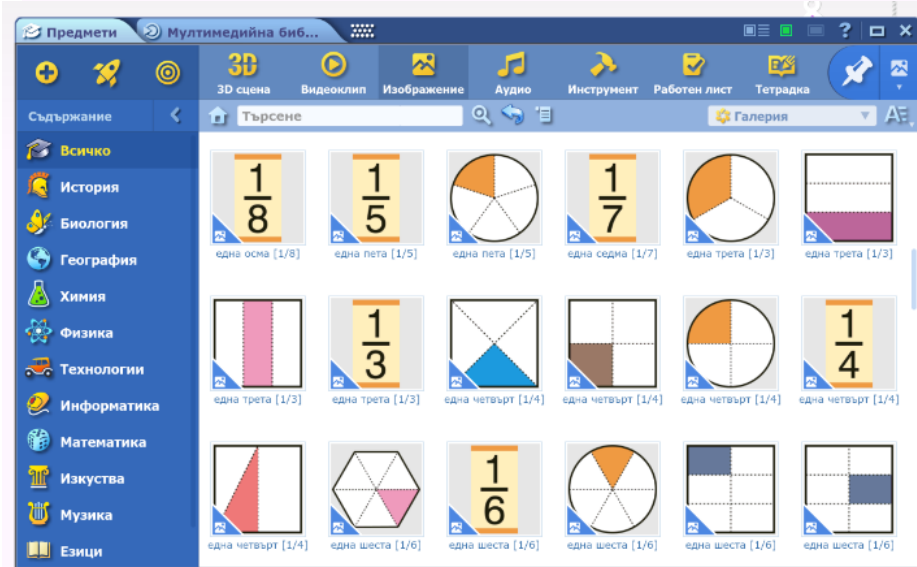 Предмети
Мултимедийна биб...
?
3D
3D сцена
Видеоклип
Изображение
Аудио
Инструмент
Работен лист
Тетрадка
Съдържание
Търсене
Галерия
Всичко
История
Биология
География
Химия
Физика
Технологии
Информатика
Математика
Изкуства
Музика
Езици
1/8
1/5
1/7
една осма [1/8]
една пета [1/5]
една пета [1/5]
една седма [1/7]
една трета [1/3]
една трета [1/3]
1/3
1/4
една трета [1/3]
една трета [1/3]
една четвърт [1/4]
една четвърт [1/4]
една четвърт [1/4]
една четвърт [1/4]
1/6
една четвърт [1/4]
една шеста [1/6]
една шеста [1/6]
една шеста [1/6]
една шеста [1/6]
една шеста [1/6]